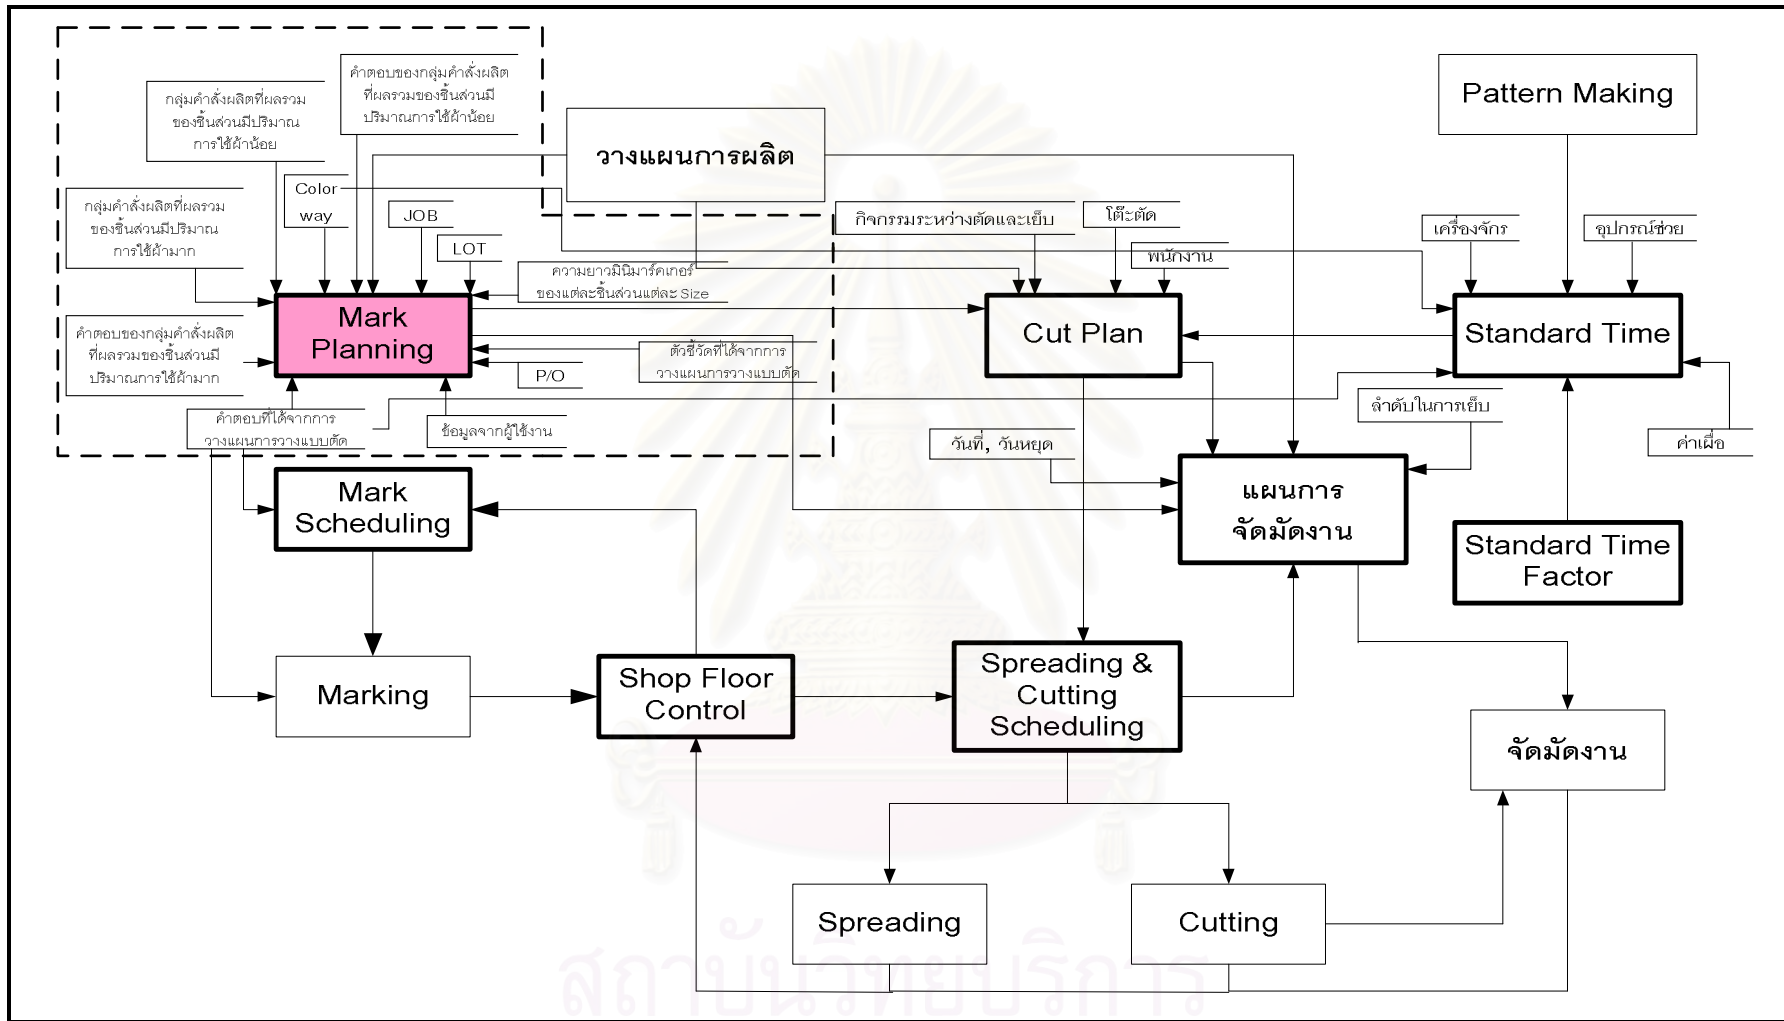 คำตอบของกลุ่มคำสั่งผลิต
ที่ผลรวมของชิ้นส่วนมี
ปริมาณการใช้ผ้าน้อย
กลุ่มคำสั่งผลิตที่ผลรวม
ของชิ้นส่วนมีปริมาณ
การใช้ผ้าน้อย
Pattern Making
วางแผนการผลิต
Color
way
กลุ่มคำสั่งผลิตที่ผลรวม
ของชิ้นส่วนมีปริมาณ
การใช้ผ้ามาก
JOB
LOT
กิจกรรมระหว่างตัดและเย็บ
โต๊ะตัด
พนักงาน
เครื่องจักร
อุปกรณ์ช่วย
ความยาวมินิมาร์คเกอร์
ของแต่ละชิ้นส่วนแต่ละ Size
Mark
Planning
Cut Plan
Standard Time
คำตอบของกลุ่มคำสั่งผลิต
ที่ผลรวมของชิ้นส่วนมี
ปริมาณการใช้ผ้ามาก
ตัวชี้วัดที่ได้จากการ
วางแผนการวางแบบตัด
P/O
คำตอบที่ได้จากการ
วางแผนการวางแบบตัด
ข้อมูลจากผู้ใช้งาน
ลำดับในการเย็บ
วันที่, วันหยุด
ค่าเผื่อ
Mark
Scheduling
แผนการ
จัดมัดงาน
Standard Time
Factor
Marking
Shop Floor
Control
Spreading &
Cutting
Scheduling
จัดมัดงาน
Spreading
Cutting
สถาบันวิทยบริการ